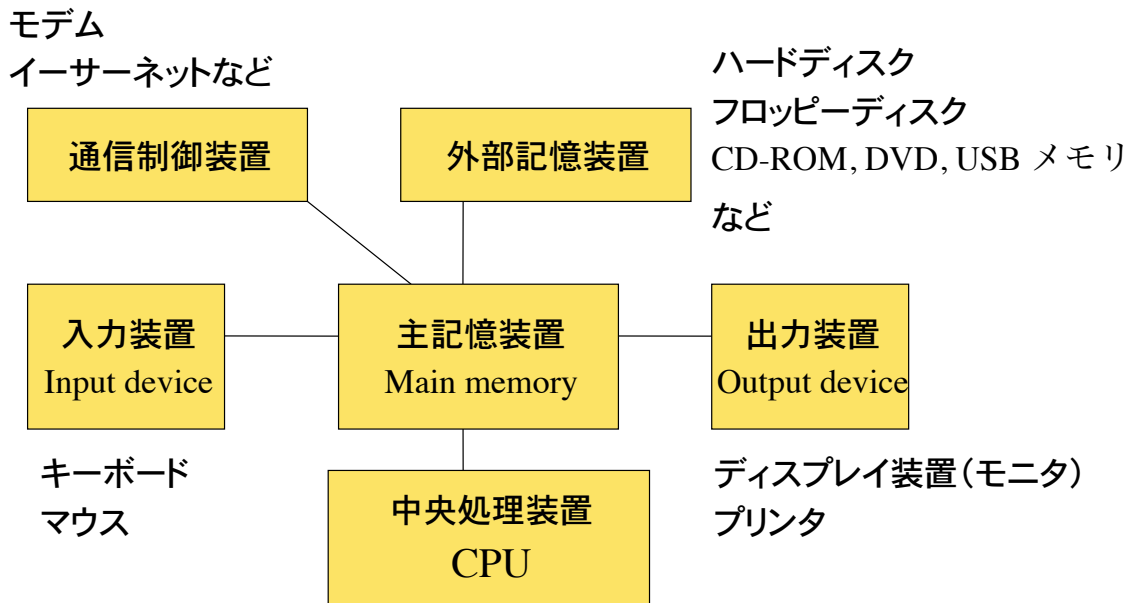 モデム
イーサーネットなど
通信制御装置
外部記憶装置
ハードディスク
フロッピーディスク
CD-ROM, DVD, USB メモリ
など
入力装置
Input device
主記憶装置
Main memory
出力装置
Output device
キーボード
マウス
中央処理装置
CPU
ディスプレイ装置(モニタ)
プリンタ